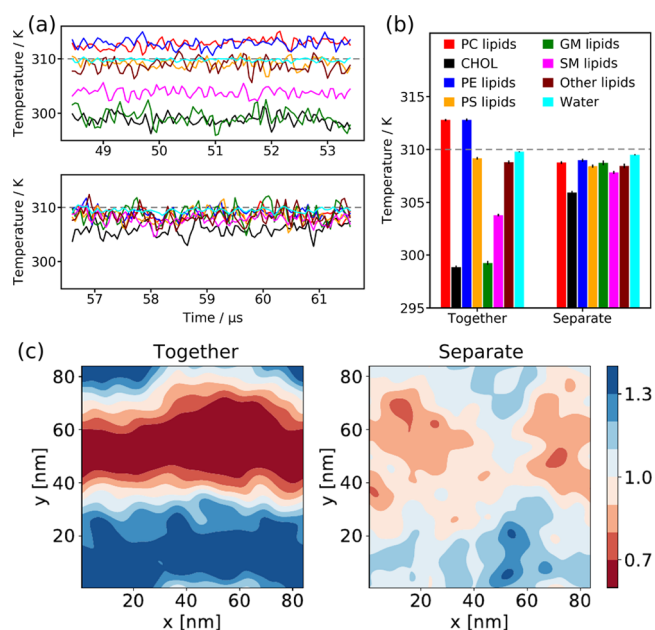 (a)
Temperature / K
310
300
49 50 51 52 53
Temperature / K
310
300
57 58 59 60 61
Time / μs
(b)
PC lipids
CHOL
PE lipids
PS lipids
GM lipids
SM lipids
Other lipids
Water
Temperature / K
315
310
305
300
295
Together Separate
(c)
Together
y [nm]
80
60
40
20
20 40 60 80
x [nm]
Separate
y [nm]
80
60
40
20
20 40 60 80
x [nm]
1.3
1.0
0.7